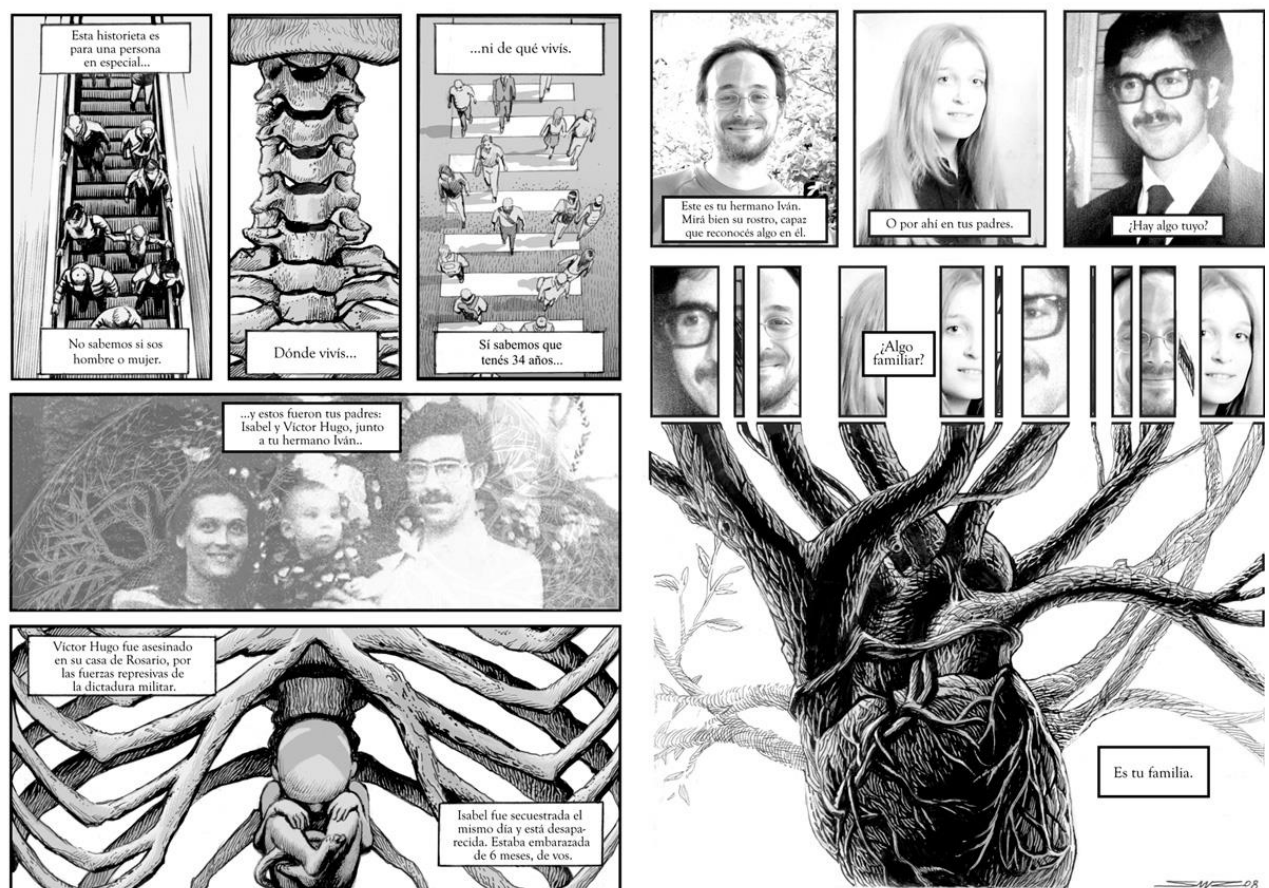 Esta historieta es
para una persona
en especial...
No sabemos si sos
hombre o mujer.
Dónde vivís...
...ni de qué vivís.
Sí sabemos que
tenés 34 años...
...y estos fueron tus padres:
Isabel y Víctor Hugo, junto
a tu hermano Iván..
Víctor Hugo fue asesinado
en su casa de Rosario, por
las fuerzas represivas de
la dictadura militar.
Isabel fue secuestrada el
mismo día y está desapa-
recida. Estaba embarazada
de 6 meses, de vos.
Este es tu hermano Iván.
Mirá bien su rostro, capaz
que reconocés algo en él.
O por ahí en tus padres.
¿Hay algo tuyo?
¿Algo
familiar?
Es tu familia.